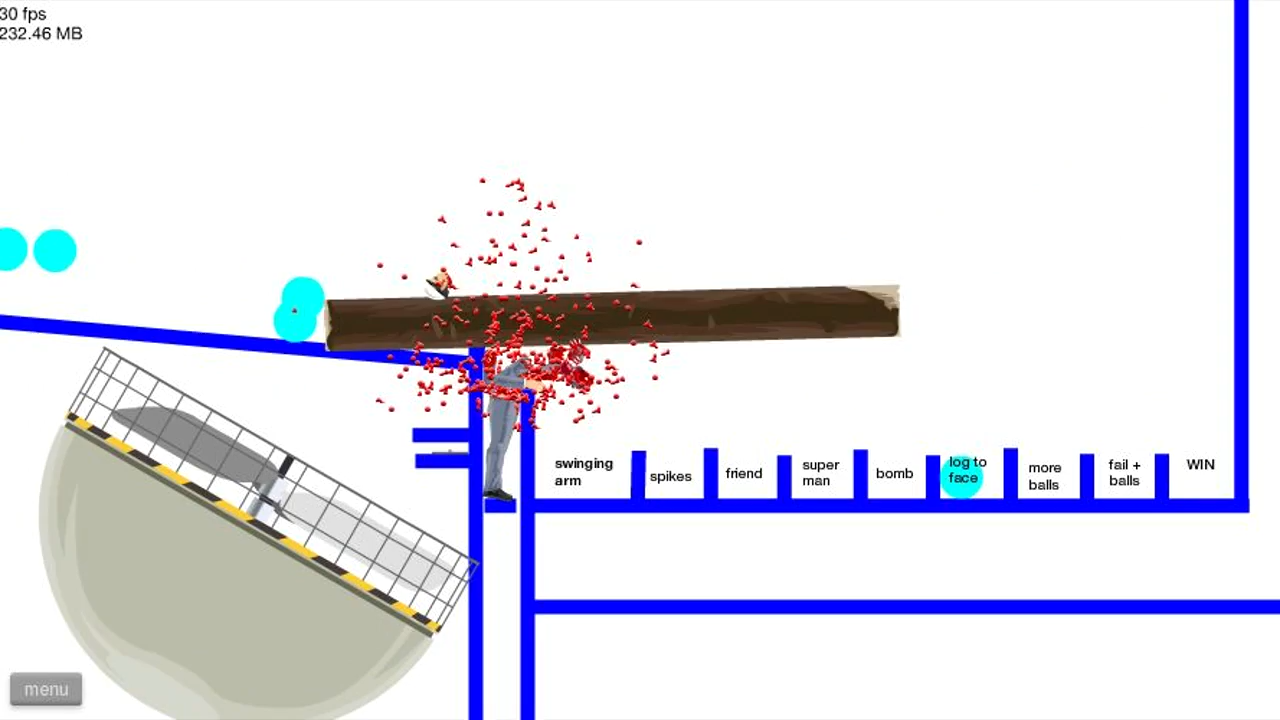 30 fps
232.46 MB
swinging
arm
spikes
friend
super
man
bomb
log to
face
more
balls
fail +
balls
WIN
menu